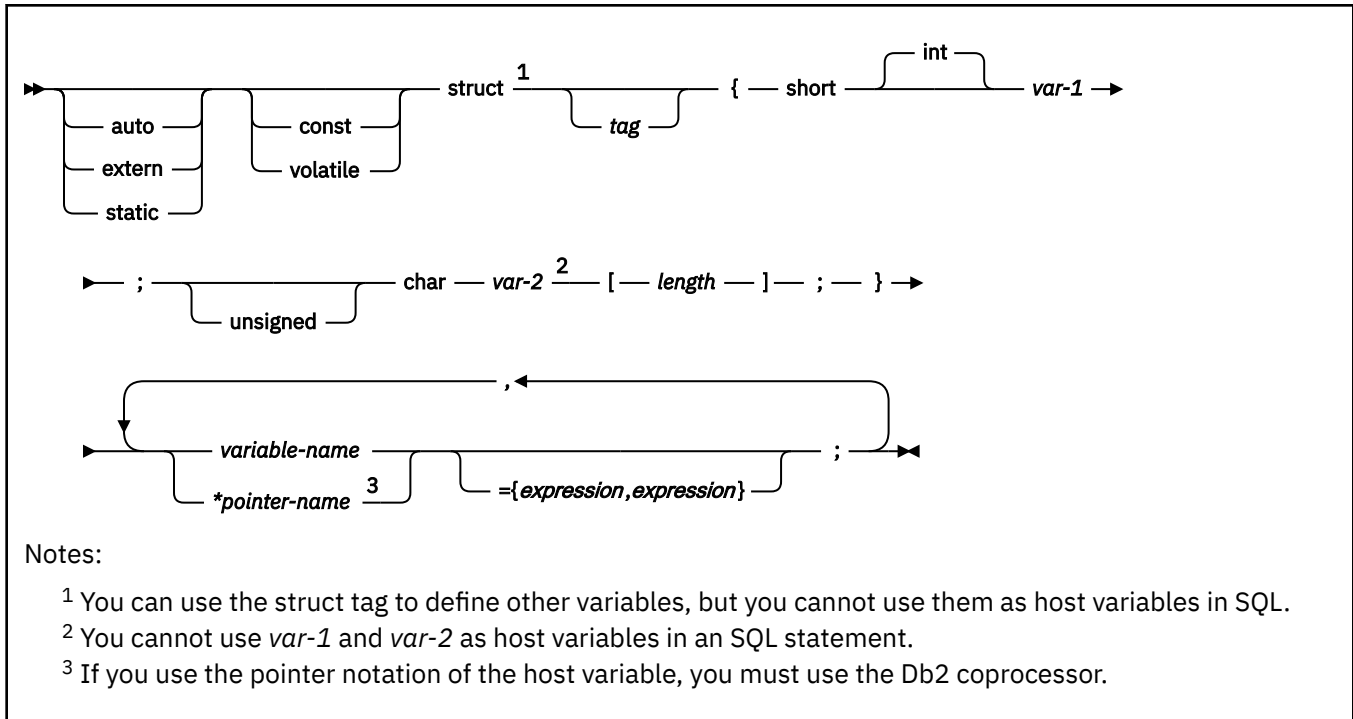 int
struct 1 { short var-1
auto const tag
extern volatile
static
; char var-2 2 [ length ] ; }
unsigned
,
variable-name ;
*pointer-name 3 ={expression,expression}
Notes:
1 You can use the struct tag to define other variables, but you cannot use them as host variables in SQL.
2 You cannot use var-1 and var-2 as host variables in an SQL statement.
3 If you use the pointer notation of the host variable, you must use the Db2 coprocessor.